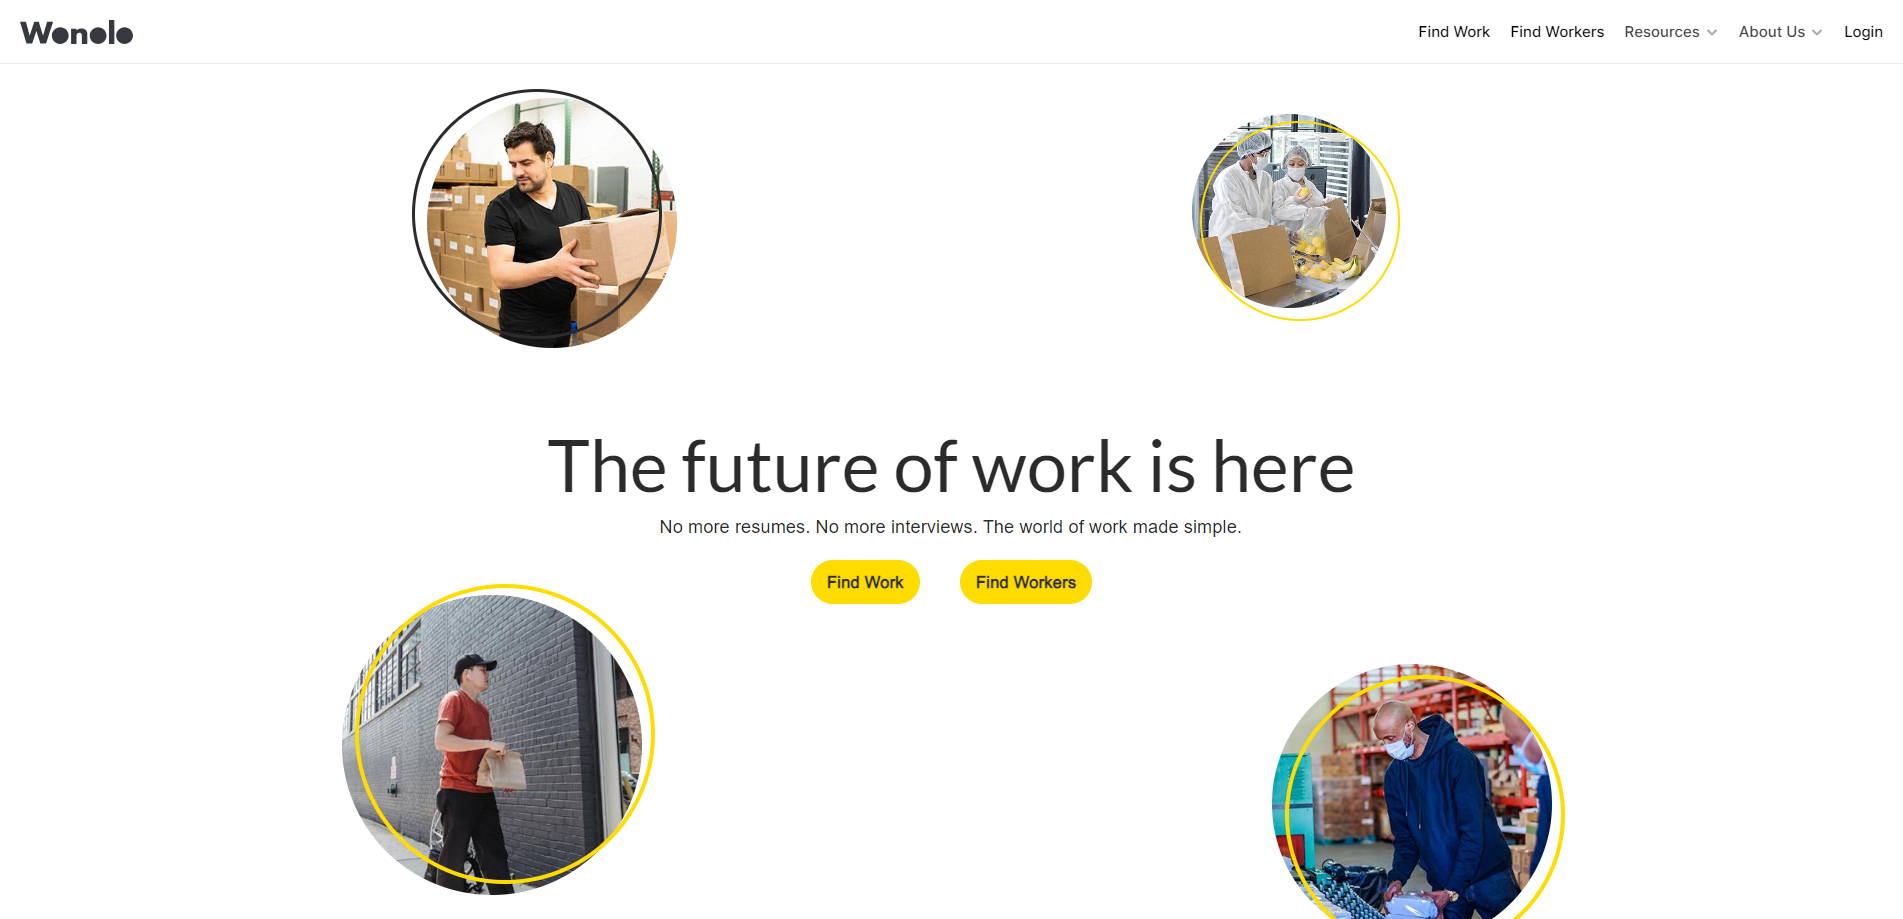 Wonolo
Find Work
Find Workers
Resources
About Us
Login
The future of work is here
No more resumes. No more interviews. The world of work made simple.
Find Work
Find Workers